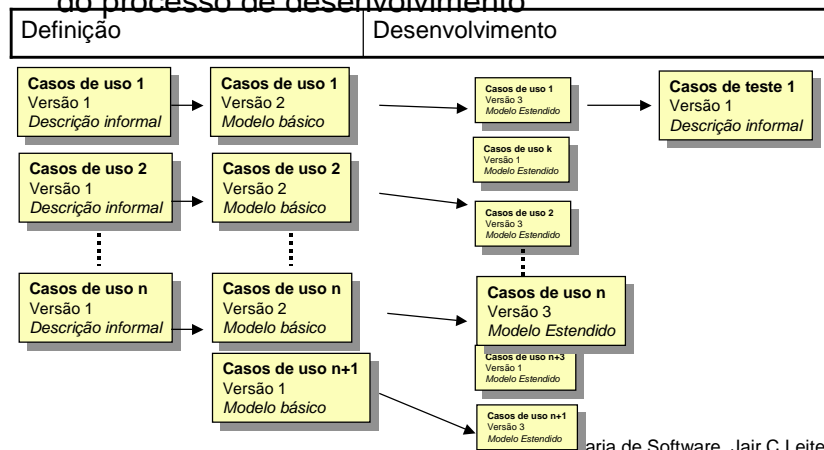 do processo de desenvolvimento
Definição
Desenvolvimento
Casos de uso 1
Versão 1
Descrição informal
Casos de uso 1
Versão 2
Modelo básico
Casos de uso 1
Versão 3
Modelo Estendido
Casos de teste 1
Versão 1
Descrição informal
Casos de uso k
Versão 1
Modelo Estendido
Casos de uso 2
Versão 1
Descrição informal
Casos de uso 2
Versão 2
Modelo básico
Casos de uso 2
Versão 3
Modelo Estendido
Casos de uso n
Versão 1
Descrição informal
Casos de uso n
Versão 2
Modelo básico
Casos de uso n
Versão 3
Modelo Estendido
Casos de uso n+3
Versão 1
Modelo Estendido
Casos de uso n+1
Versão 1
Modelo básico
Casos de uso n+1
Versão 3
Modelo Estendido
aria de Software, Jair C Leite